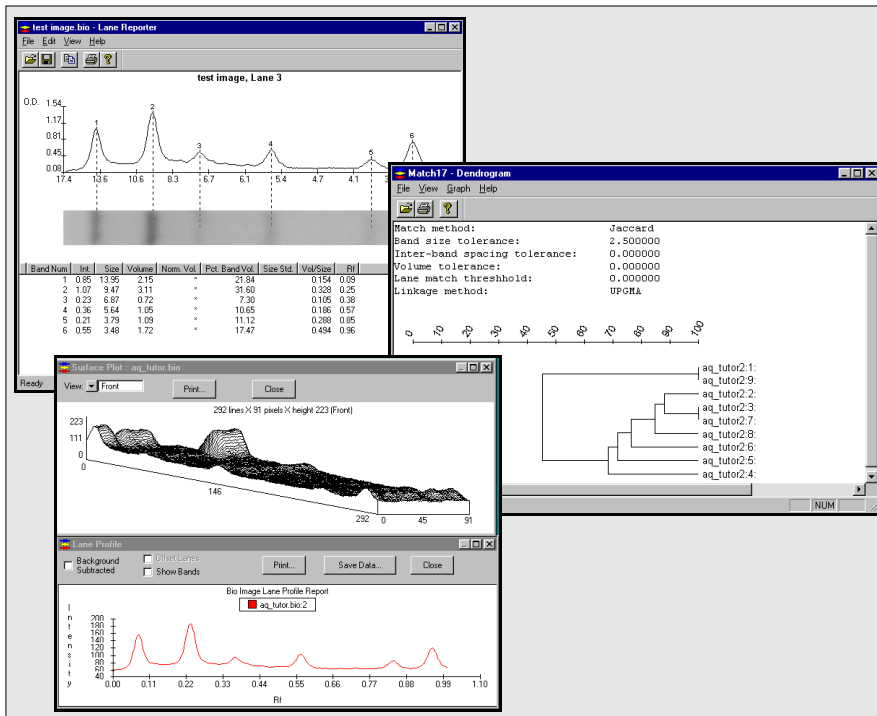 test image.bio - Lane Reporter
File Edit View Help
test image, Lane 3
O.D. 1.54
1.17
0.81
0.45
0.08
1 2 3 4 5 6
17.4 13.6 10.6 8.3 6.7 6.1 5.4 4.7 4.1
Band Num Int. Size Volume Norm. Vol. Pct. Band Vol. Size Std. Vol/Size Rf
1 0.85 13.95 2.15 * 21.84 0.154 0.09
2 1.07 9.47 3.11 * 31.60 0.328 0.25
3 0.23 6.87 0.72 * 7.30 0.105 0.38
4 0.36 5.64 1.05 * 10.65 0.186 0.57
5 0.21 3.79 1.09 * 11.12 0.288 0.85
6 0.55 3.48 1.72 * 17.47 0.494 0.96
Ready
Match17 - Dendrogram
File View Graph Help
Match method: Jaccard
Band size tolerance: 2.500000
Inter-band spacing tolerance: 0.000000
Volume tolerance: 0.000000
Lane match threshhold: 0.000000
Linkage method: UPGMA
0 10 20 30 40 50 60 70 80 90 100
aq_tutor2:1:
aq_tutor2:9:
aq_tutor2:2:
aq_tutor2:3:
aq_tutor2:7:
aq_tutor2:8:
aq_tutor2:6:
aq_tutor2:5:
aq_tutor2:4:
NUM
Surface Plot : aq_tutor.bio
View: Front Print... Close
292 lines X 91 pixels X height 223 (Front)
223
111
0
0 146 292 0 45 91
Lane Profile
Background Subtracted
Offset Lanes
Show Bands
Print... Save Data... Close
Bio Image Lane Profile Report
aq_tutor.bio:2
Intensity
200
180
160
140
120
100
80
60
40
0.00 0.11 0.22 0.33 0.44 0.55 0.66 0.77 0.88 0.99 1.10
Rf